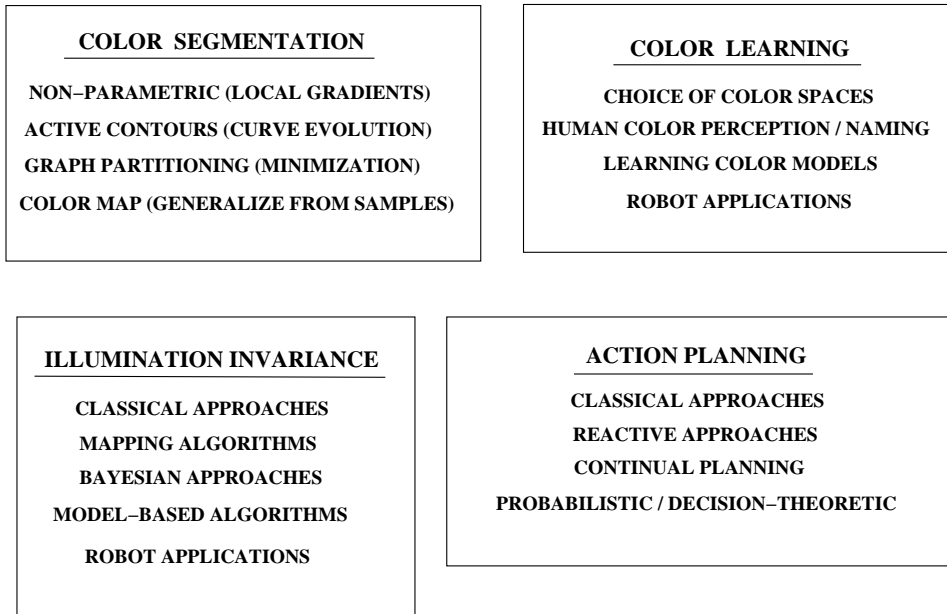 COLOR SEGMENTATION
NON−PARAMETRIC (LOCAL GRADIENTS)
ACTIVE CONTOURS (CURVE EVOLUTION)
GRAPH PARTITIONING (MINIMIZATION)
COLOR MAP (GENERALIZE FROM SAMPLES)
COLOR LEARNING
CHOICE OF COLOR SPACES
HUMAN COLOR PERCEPTION / NAMING
LEARNING COLOR MODELS
ROBOT APPLICATIONS
ILLUMINATION INVARIANCE
CLASSICAL APPROACHES
MAPPING ALGORITHMS
BAYESIAN APPROACHES
MODEL−BASED ALGORITHMS
ROBOT APPLICATIONS
ACTION PLANNING
CLASSICAL APPROACHES
REACTIVE APPROACHES
CONTINUAL PLANNING
PROBABILISTIC / DECISION−THEORETIC